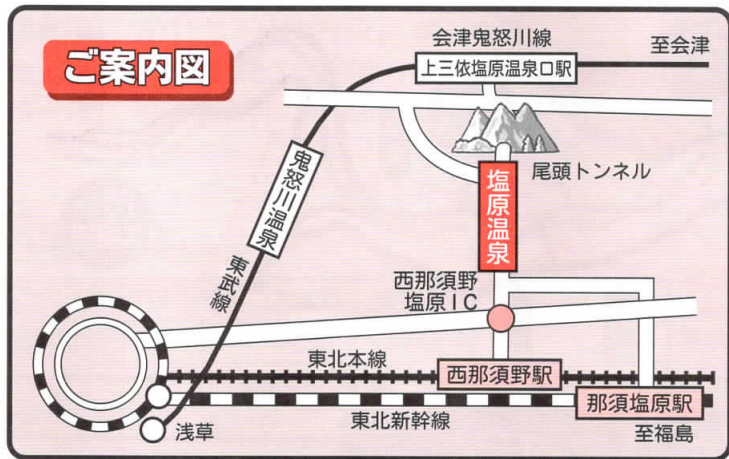 ご案内図
会津鬼怒川線
上三依塩原温泉口駅
至会津
鬼怒川温泉
塩原温泉
尾頭トンネル
東武線
西那須野
塩原IC
東北本線
西那須野駅
那須塩原駅
東北新幹線
浅草
至福島